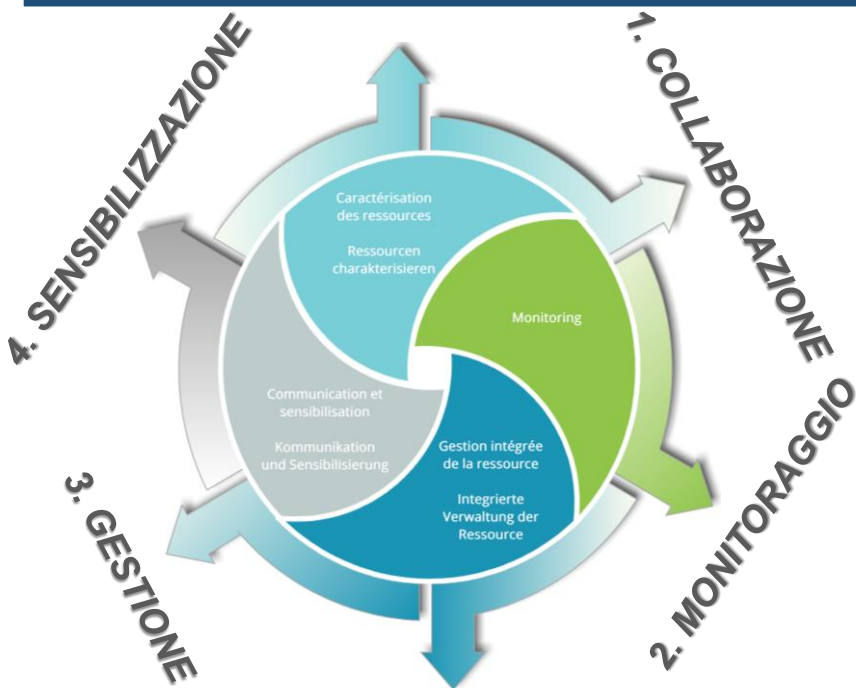 1. COLLABORAZIONE
2. MONITORAGGIO
3. GESTIONE
4. SENSIBILIZZAZIONE
Caractérisation
des ressources
Ressourcen
charakterisieren
Monitoring
Gestion intégrée
de la ressource
Integrierte
Verwaltung der
Ressource
Communication et
sensibilisation
Kommunikation
und Sensibilisierung